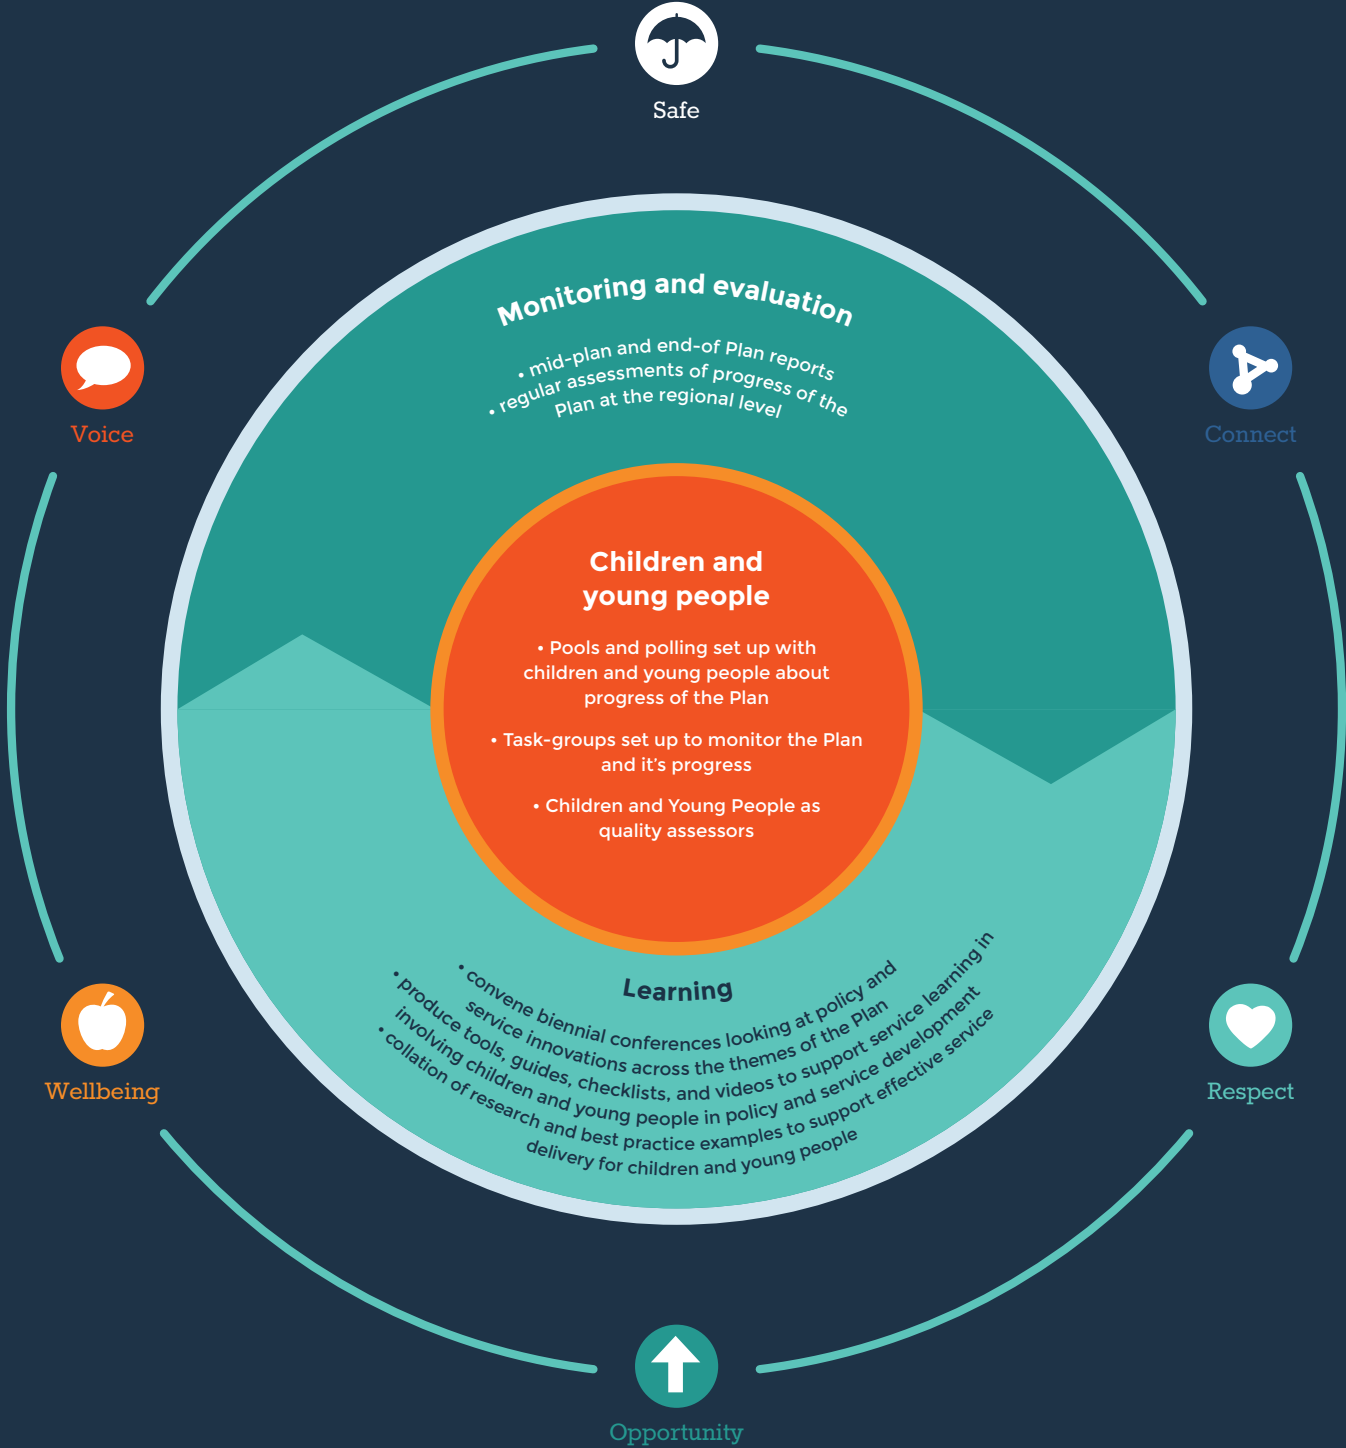 Safe
Voice
Connect
Monitoring and evaluation
• mid-plan and end-of Plan reports
• regular assessments of progress of the
Plan at the regional level
Children and
young people
• Pools and polling set up with
children and young people about
progress of the Plan
• Task-groups set up to monitor the Plan
and it's progress
• Children and Young People as
quality assessors
Learning
• convene biennial conferences looking at policy and
service innovations across the themes of the Plan
• produce tools, guides, checklists, and videos to support service learning in
involving children and young people in policy and service development
• collation of research and best practice examples to support effective service
delivery for children and young people
Wellbeing
Respect
Opportunity